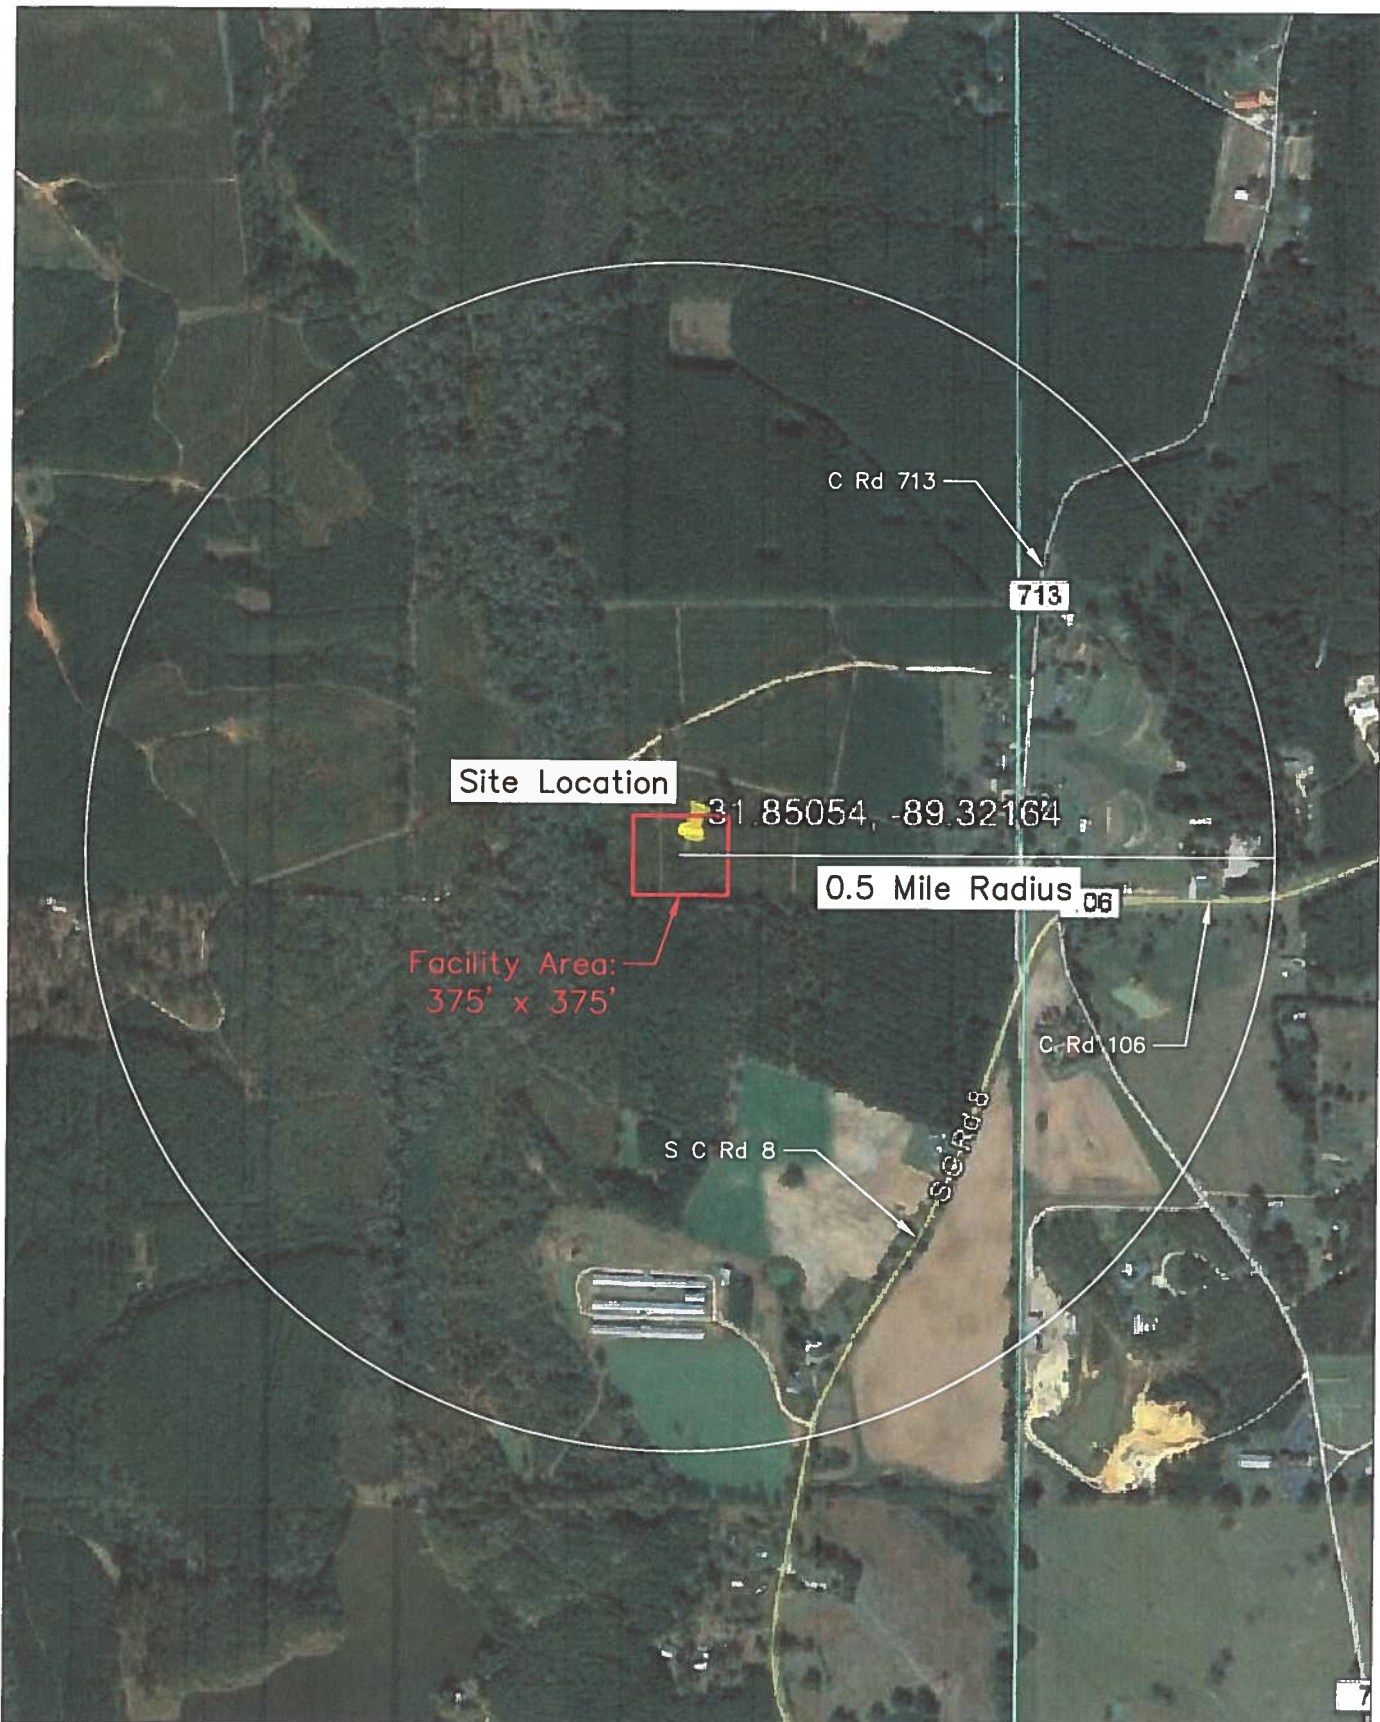 C Rd 713
713
Site Location
31.85054, -89.32164
0.5 Mile Radius
06
Facility Area:
375' x 375'
C Rd 106
S C Rd 8
S C Rd 8
7